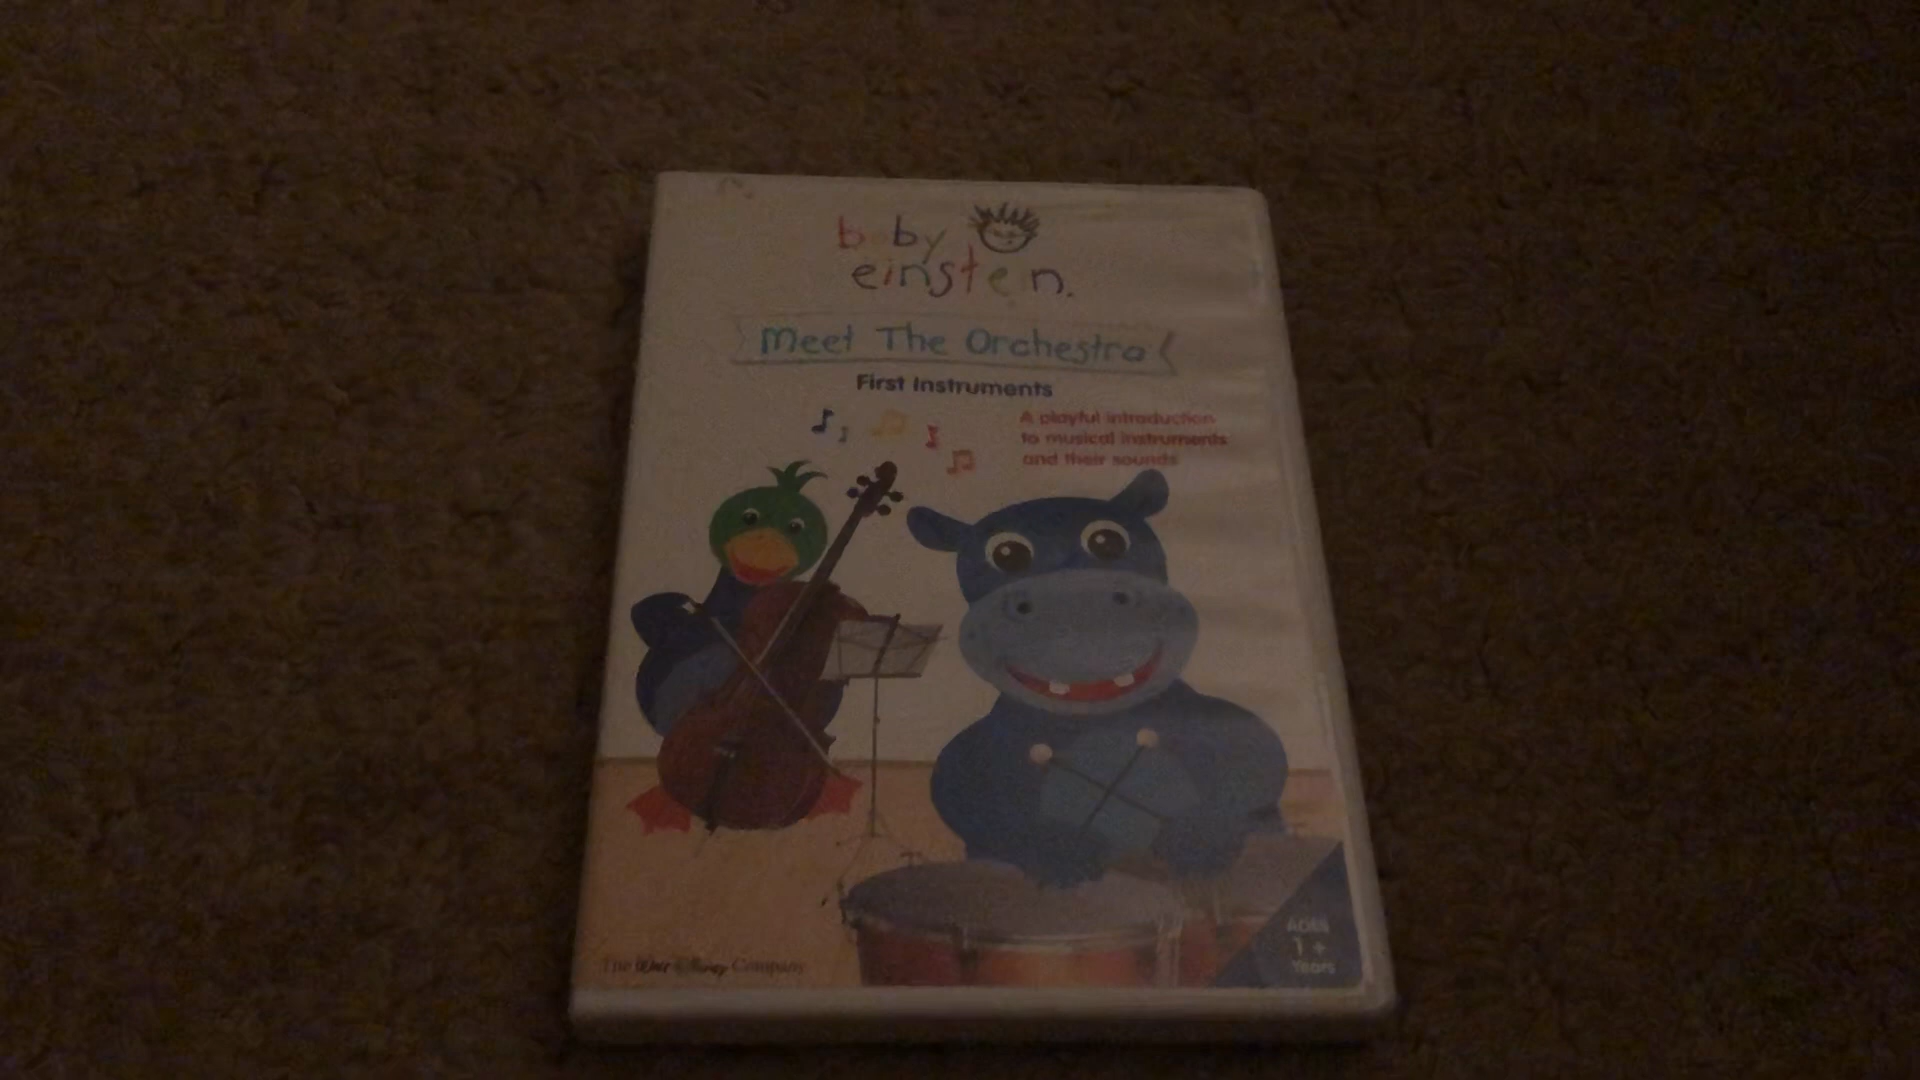 baby
einstein.
Meet The Orchestra
First Instruments
A playful introduction
to musical instruments
and their sounds
The Walt Disney Company
AGES
1+
Years